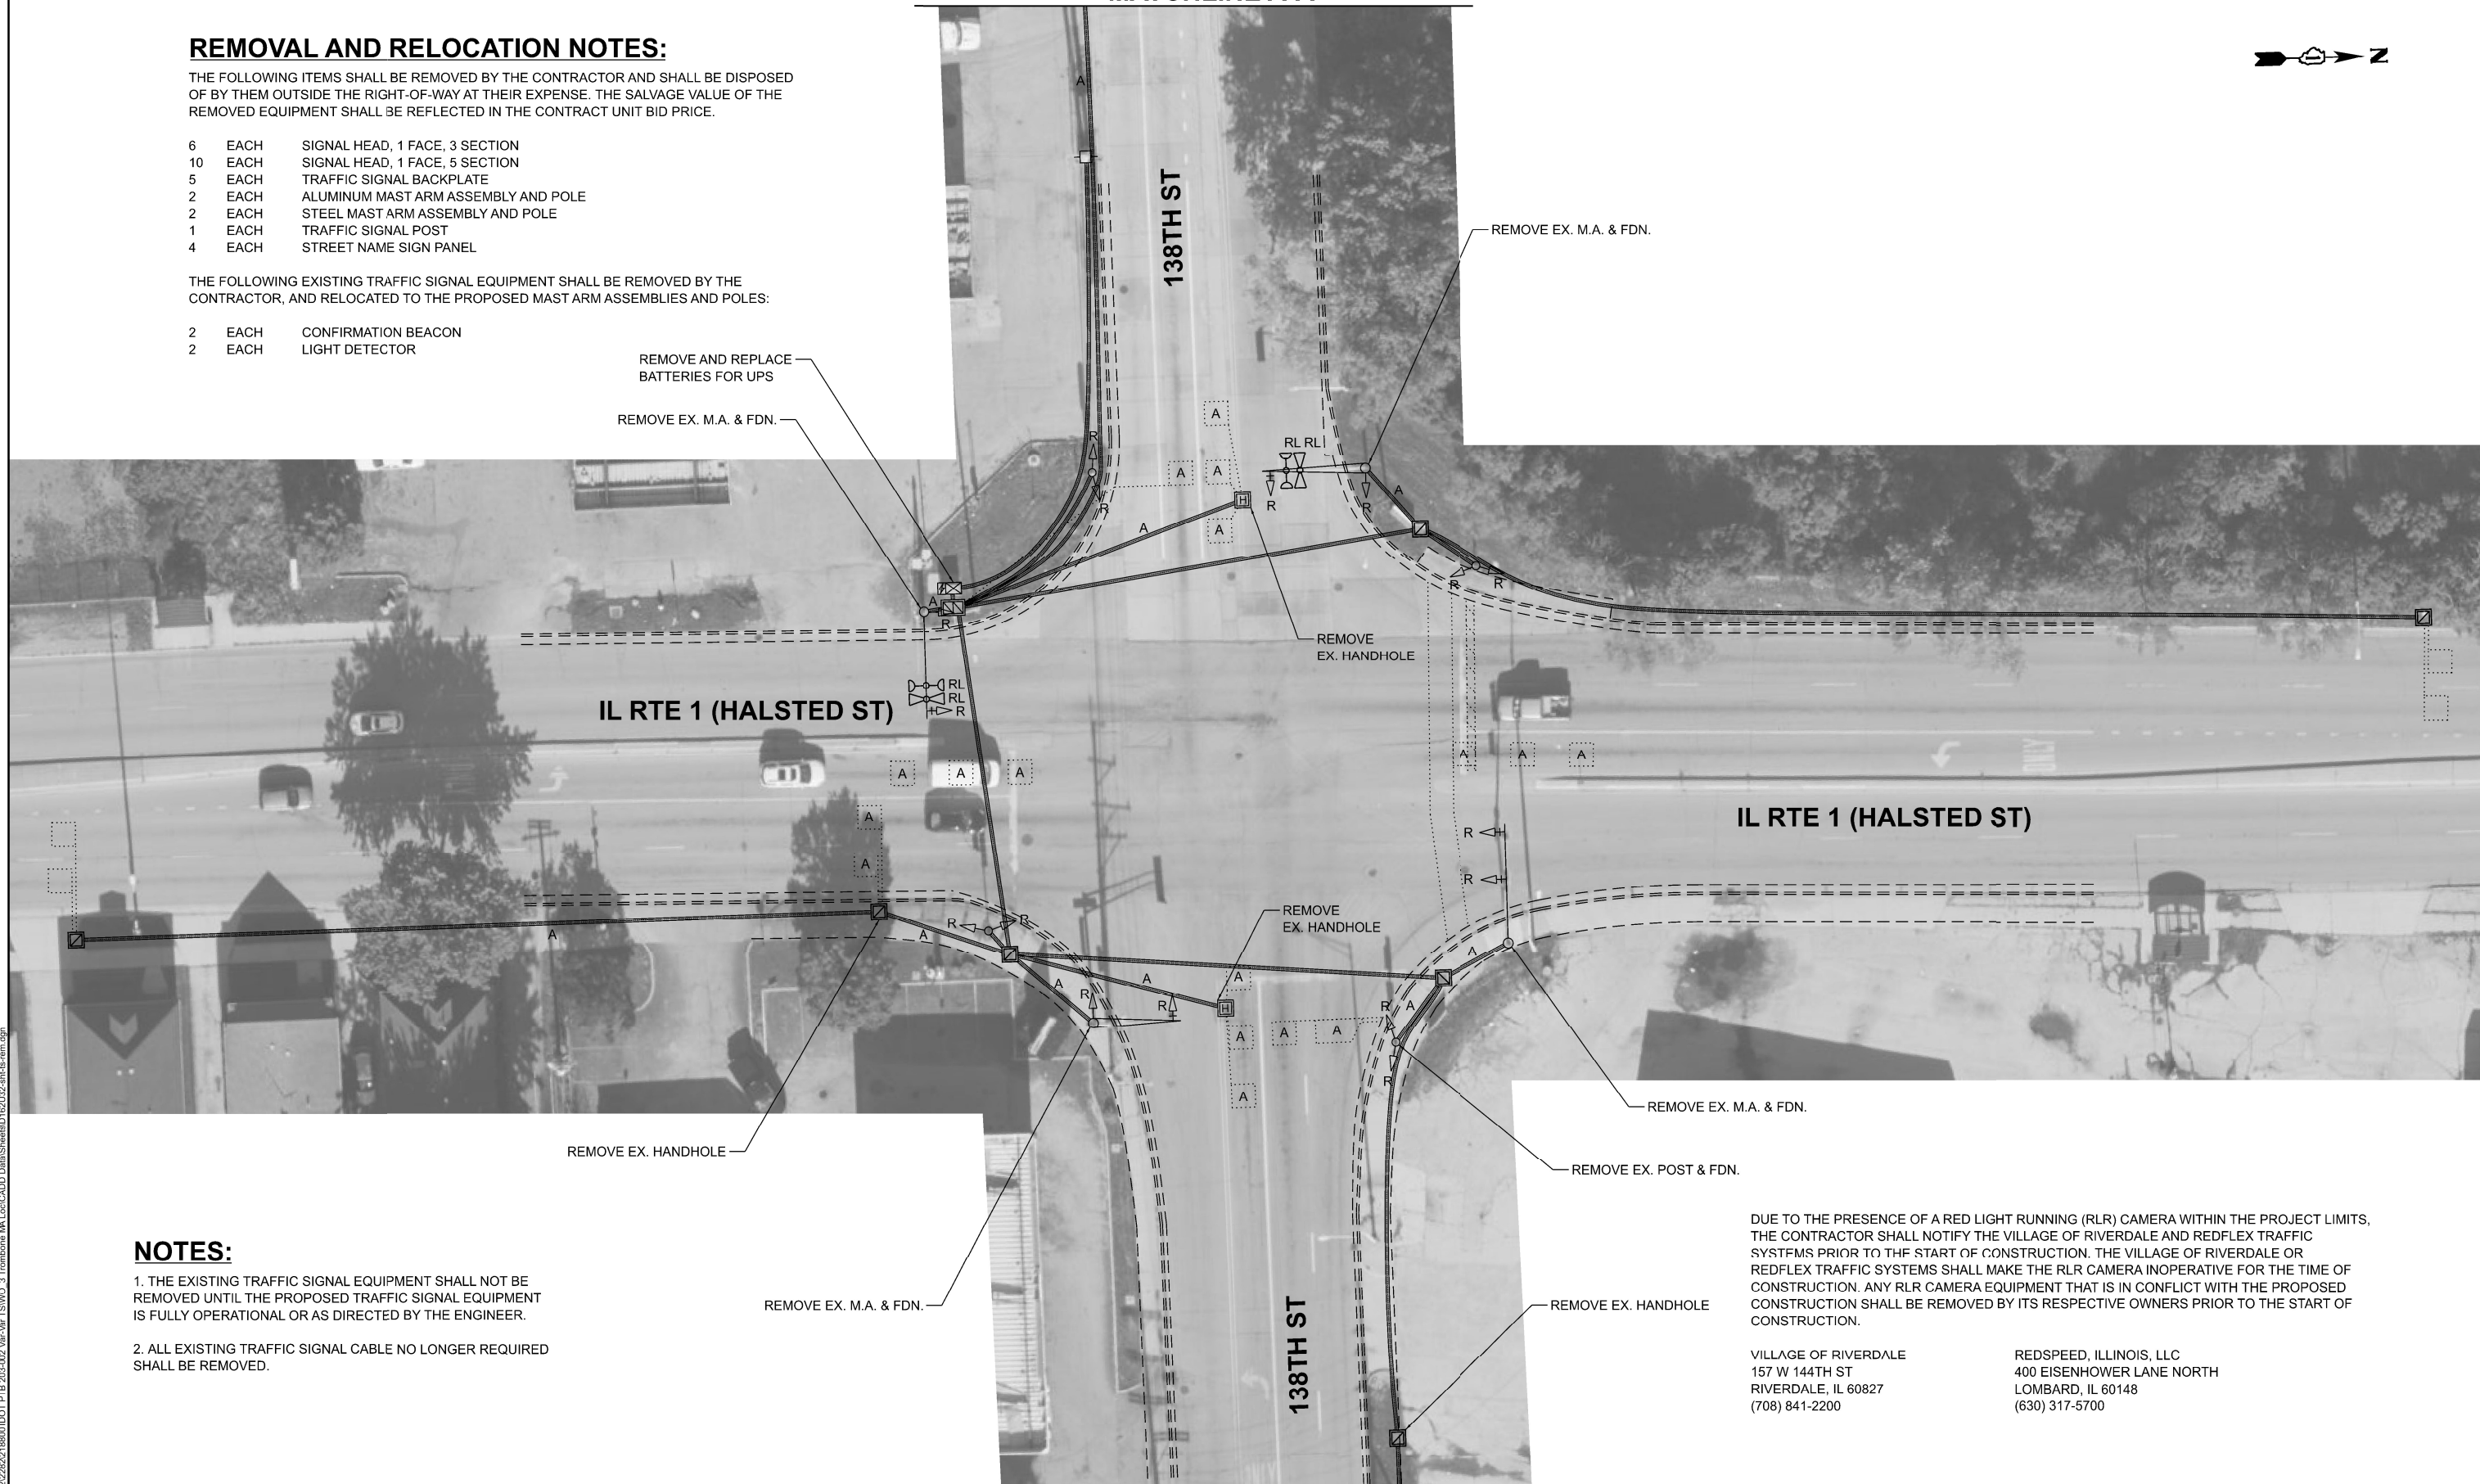 REMOVAL AND RELOCATION NOTES:
THE FOLLOWING ITEMS SHALL BE REMOVED BY THE CONTRACTOR AND SHALL BE DISPOSED
OF BY THEM OUTSIDE THE RIGHT-OF-WAY AT THEIR EXPENSE. THE SALVAGE VALUE OF THE
REMOVED EQUIPMENT SHALL BE REFLECTED IN THE CONTRACT UNIT BID PRICE.
6 EACH SIGNAL HEAD, 1 FACE, 3 SECTION
10 EACH SIGNAL HEAD, 1 FACE, 5 SECTION
5 EACH TRAFFIC SIGNAL BACKPLATE
2 EACH ALUMINUM MAST ARM ASSEMBLY AND POLE
2 EACH STEEL MAST ARM ASSEMBLY AND POLE
1 EACH TRAFFIC SIGNAL POST
4 EACH STREET NAME SIGN PANEL
THE FOLLOWING EXISTING TRAFFIC SIGNAL EQUIPMENT SHALL BE REMOVED BY THE
CONTRACTOR, AND RELOCATED TO THE PROPOSED MAST ARM ASSEMBLIES AND POLES:
2 EACH CONFIRMATION BEACON
2 EACH LIGHT DETECTOR
N
A
138TH ST
REMOVE EX. M.A. & FDN.
REMOVE AND REPLACE
BATTERIES FOR UPS
REMOVE EX. M.A. & FDN.
A
R
RL RL
A
A
A
R
R
R
H
A
A
R
R
A
R
REMOVE
EX. HANDHOLE
RL
RL
R
IL RTE 1 (HALSTED ST)
A
A
A
A
A
A
IL RTE 1 (HALSTED ST)
A
R
A
R
REMOVE
EX. HANDHOLE
R
R
A
A
A
A
A
A
R
R
H
R
A
A
A
A
R
A
REMOVE EX. M.A. & FDN.
REMOVE EX. HANDHOLE
REMOVE EX. POST & FDN.
REMOVE EX. M.A. & FDN.
REMOVE EX. HANDHOLE
138TH ST
ONLY
NOTES:
1. THE EXISTING TRAFFIC SIGNAL EQUIPMENT SHALL NOT BE
REMOVED UNTIL THE PROPOSED TRAFFIC SIGNAL EQUIPMENT
IS FULLY OPERATIONAL OR AS DIRECTED BY THE ENGINEER.
2. ALL EXISTING TRAFFIC SIGNAL CABLE NO LONGER REQUIRED
SHALL BE REMOVED.
DUE TO THE PRESENCE OF A RED LIGHT RUNNING (RLR) CAMERA WITHIN THE PROJECT LIMITS,
THE CONTRACTOR SHALL NOTIFY THE VILLAGE OF RIVERDALE AND REDFLEX TRAFFIC
SYSTEMS PRIOR TO THE START OF CONSTRUCTION. THE VILLAGE OF RIVERDALE OR
REDFLEX TRAFFIC SYSTEMS SHALL MAKE THE RLR CAMERA INOPERATIVE FOR THE TIME OF
CONSTRUCTION. ANY RLR CAMERA EQUIPMENT THAT IS IN CONFLICT WITH THE PROPOSED
CONSTRUCTION SHALL BE REMOVED BY ITS RESPECTIVE OWNERS PRIOR TO THE START OF
CONSTRUCTION.
VILLAGE OF RIVERDALE
157 W 144TH ST
RIVERDALE, IL 60827
(708) 841-2200
REDSPEED, ILLINOIS, LLC
400 EISENHOWER LANE NORTH
LOMBARD, IL 60148
(630) 317-5700